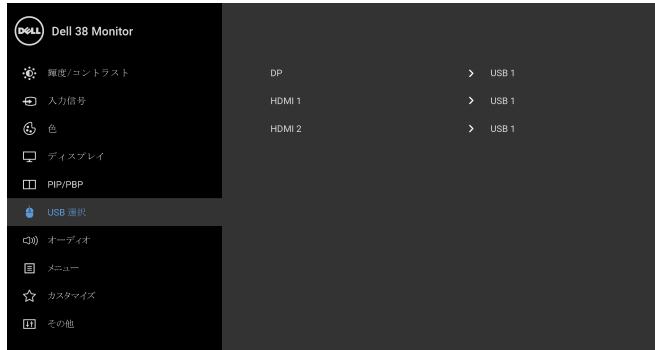 DELL Dell 38 Monitor
輝度/コントラスト
入力信号
色
ディスプレイ
PIP/PBP
USB 選択
オーディオ
メニュー
カスタマイズ
その他
DP USB 1
HDMI 1 USB 1
HDMI 2 USB 1